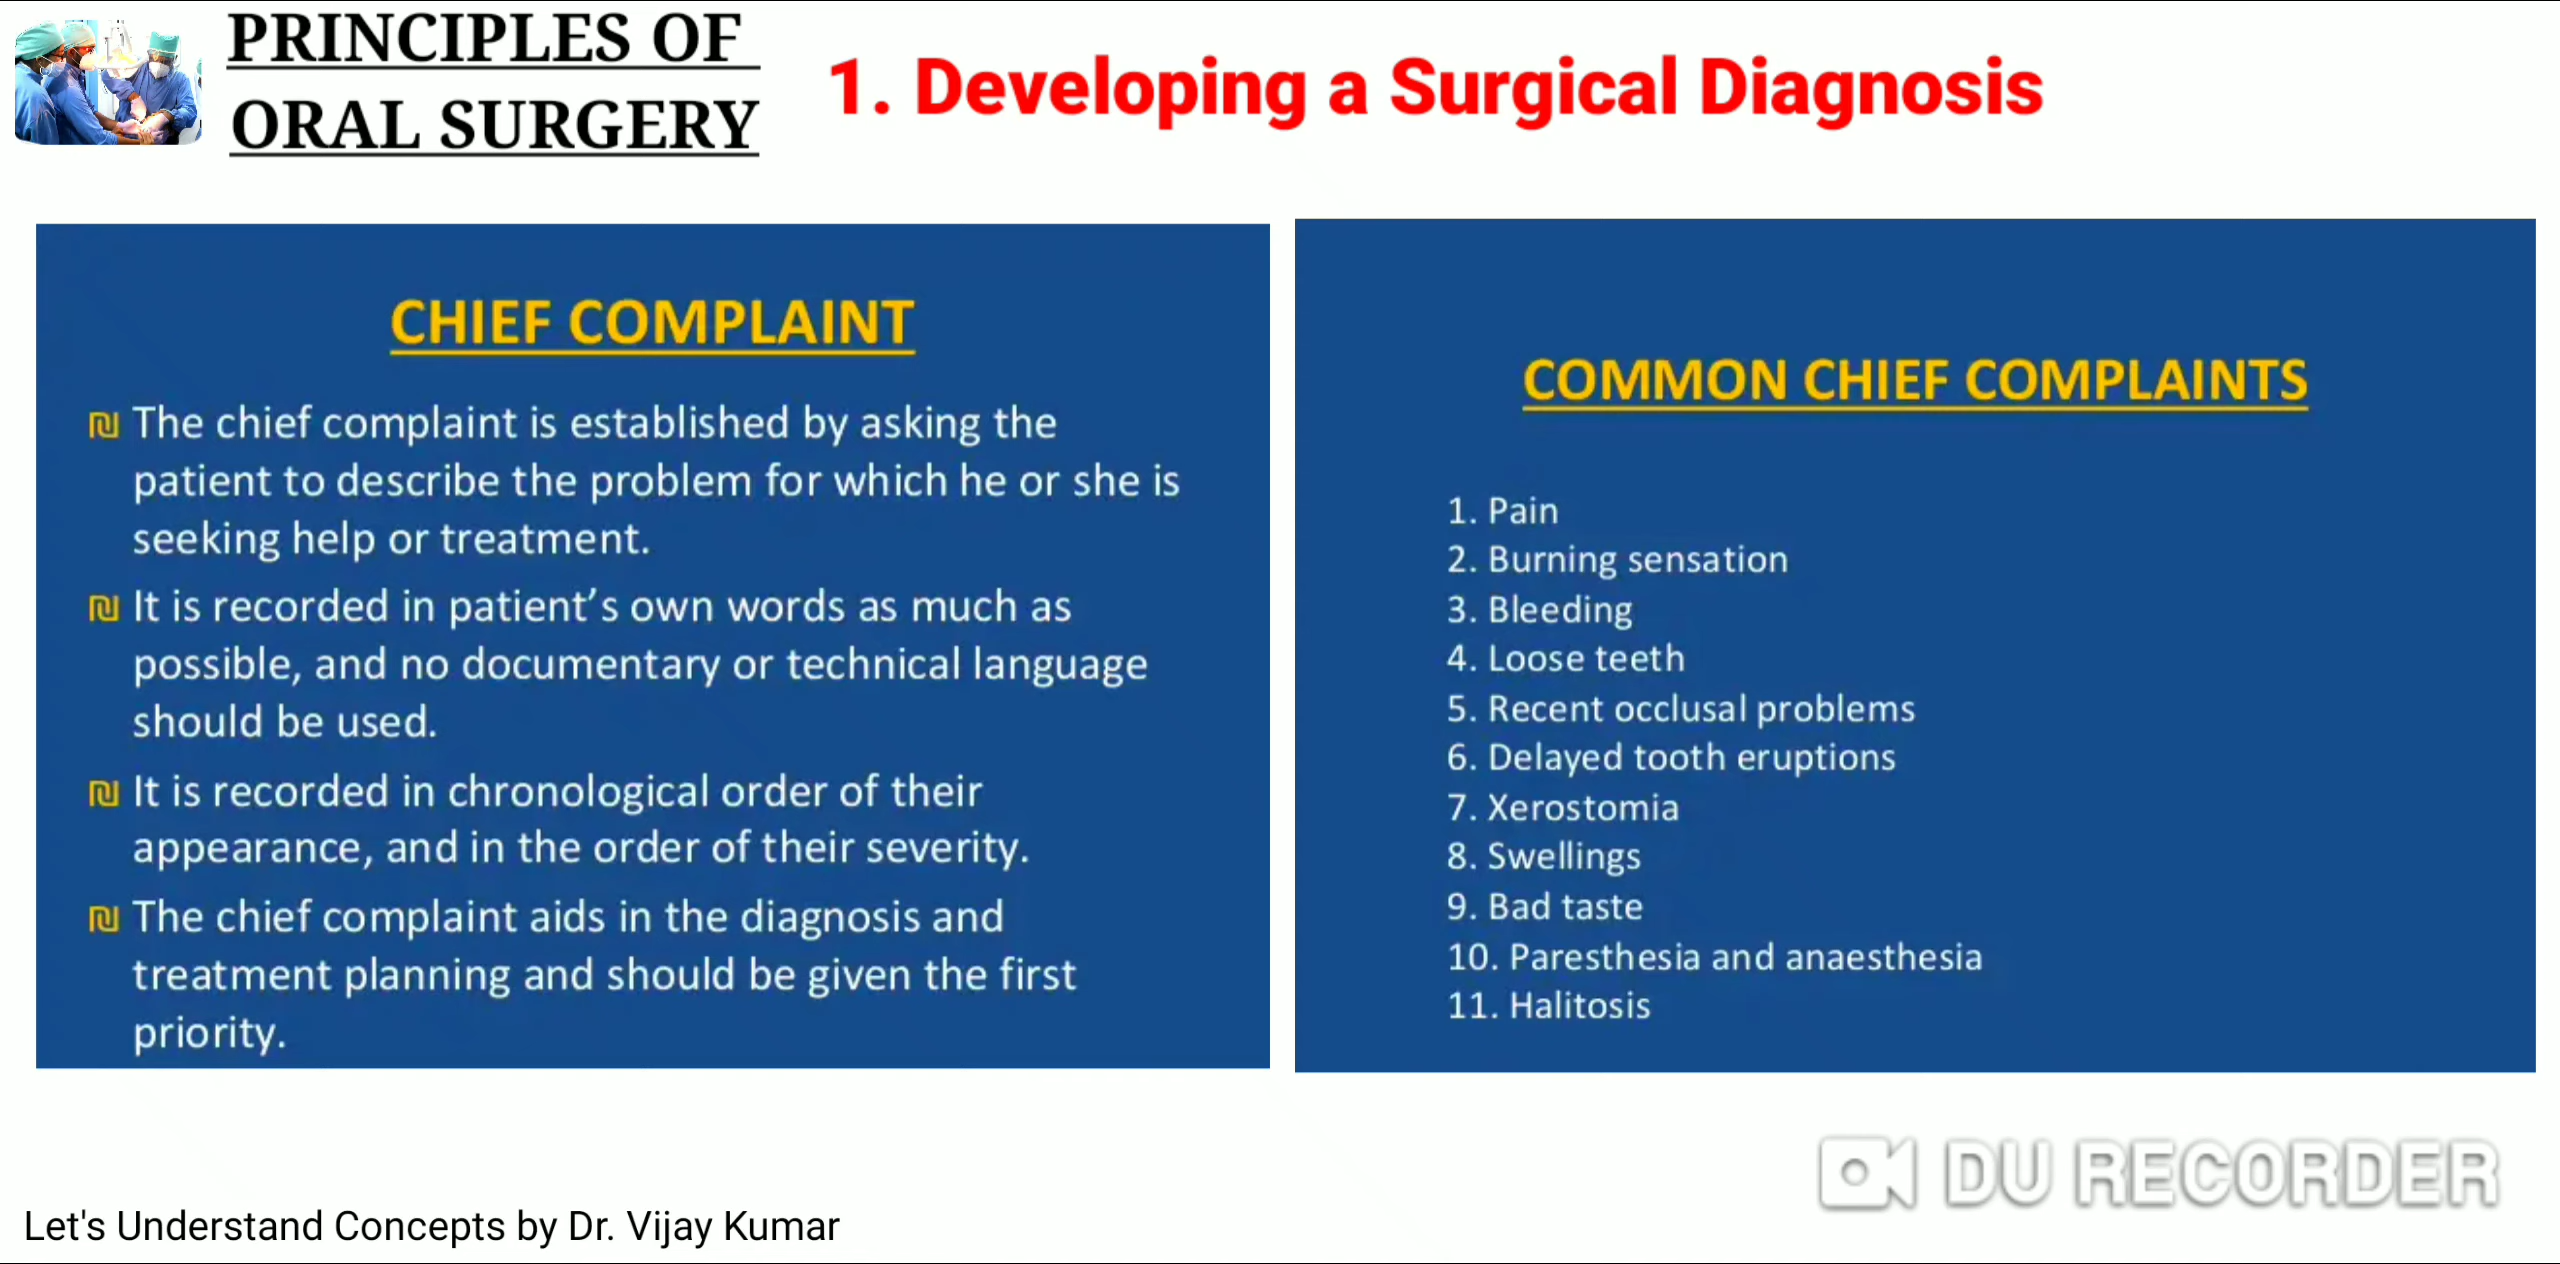 PRINCIPLES OF
ORAL SURGERY
1. Developing a Surgical Diagnosis
CHIEF COMPLAINT
₪ The chief complaint is established by asking the
patient to describe the problem for which he or she is
seeking help or treatment.
₪ It is recorded in patient’s own words as much as
possible, and no documentary or technical language
should be used.
₪ It is recorded in chronological order of their
appearance, and in the order of their severity.
₪ The chief complaint aids in the diagnosis and
treatment planning and should be given the first
priority.
COMMON CHIEF COMPLAINTS
1. Pain
2. Burning sensation
3. Bleeding
4. Loose teeth
5. Recent occlusal problems
6. Delayed tooth eruptions
7. Xerostomia
8. Swellings
9. Bad taste
10. Paresthesia and anaesthesia
11. Halitosis
DU RECORDER
Let's Understand Concepts by Dr. Vijay Kumar